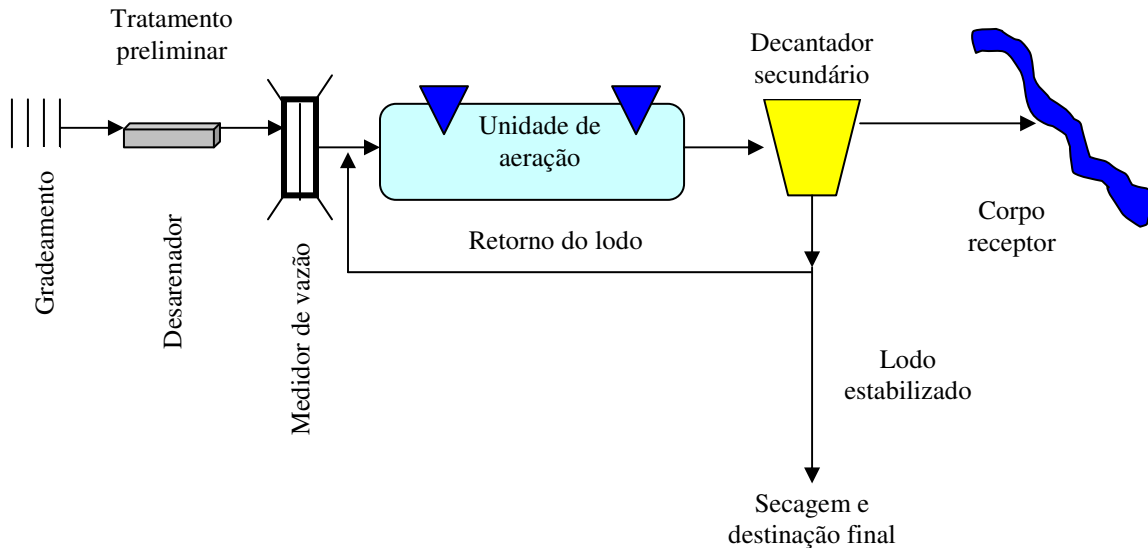 Tratamento
preliminar
Gradeamento
Desarenador
Medidor de vazão
Unidade de
aeração
Retorno do lodo
Decantador
secundário
Corpo
receptor
Lodo
estabilizado
Secagem e
destinação final